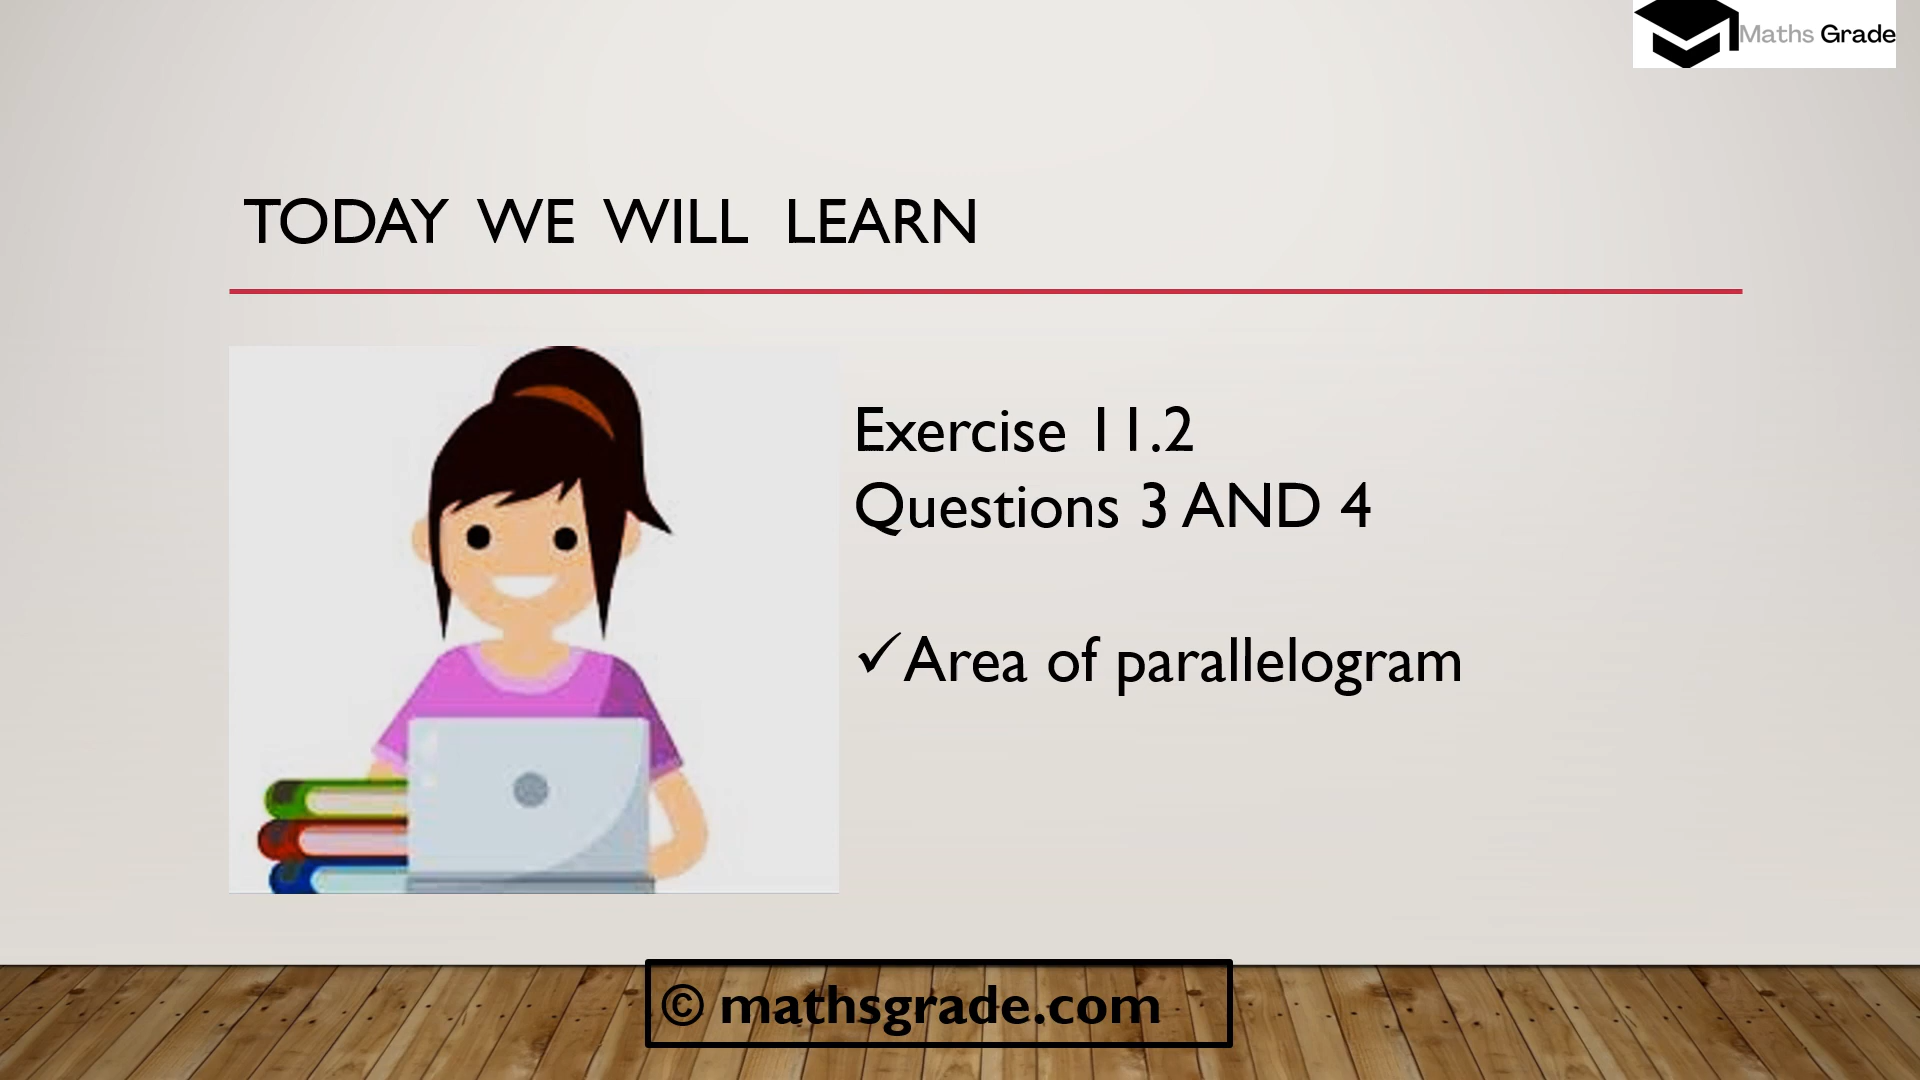 Maths Grade
TODAY WE WILL LEARN
Exercise 11.2
Questions 3 AND 4
✓Area of parallelogram
© mathsgrade.com